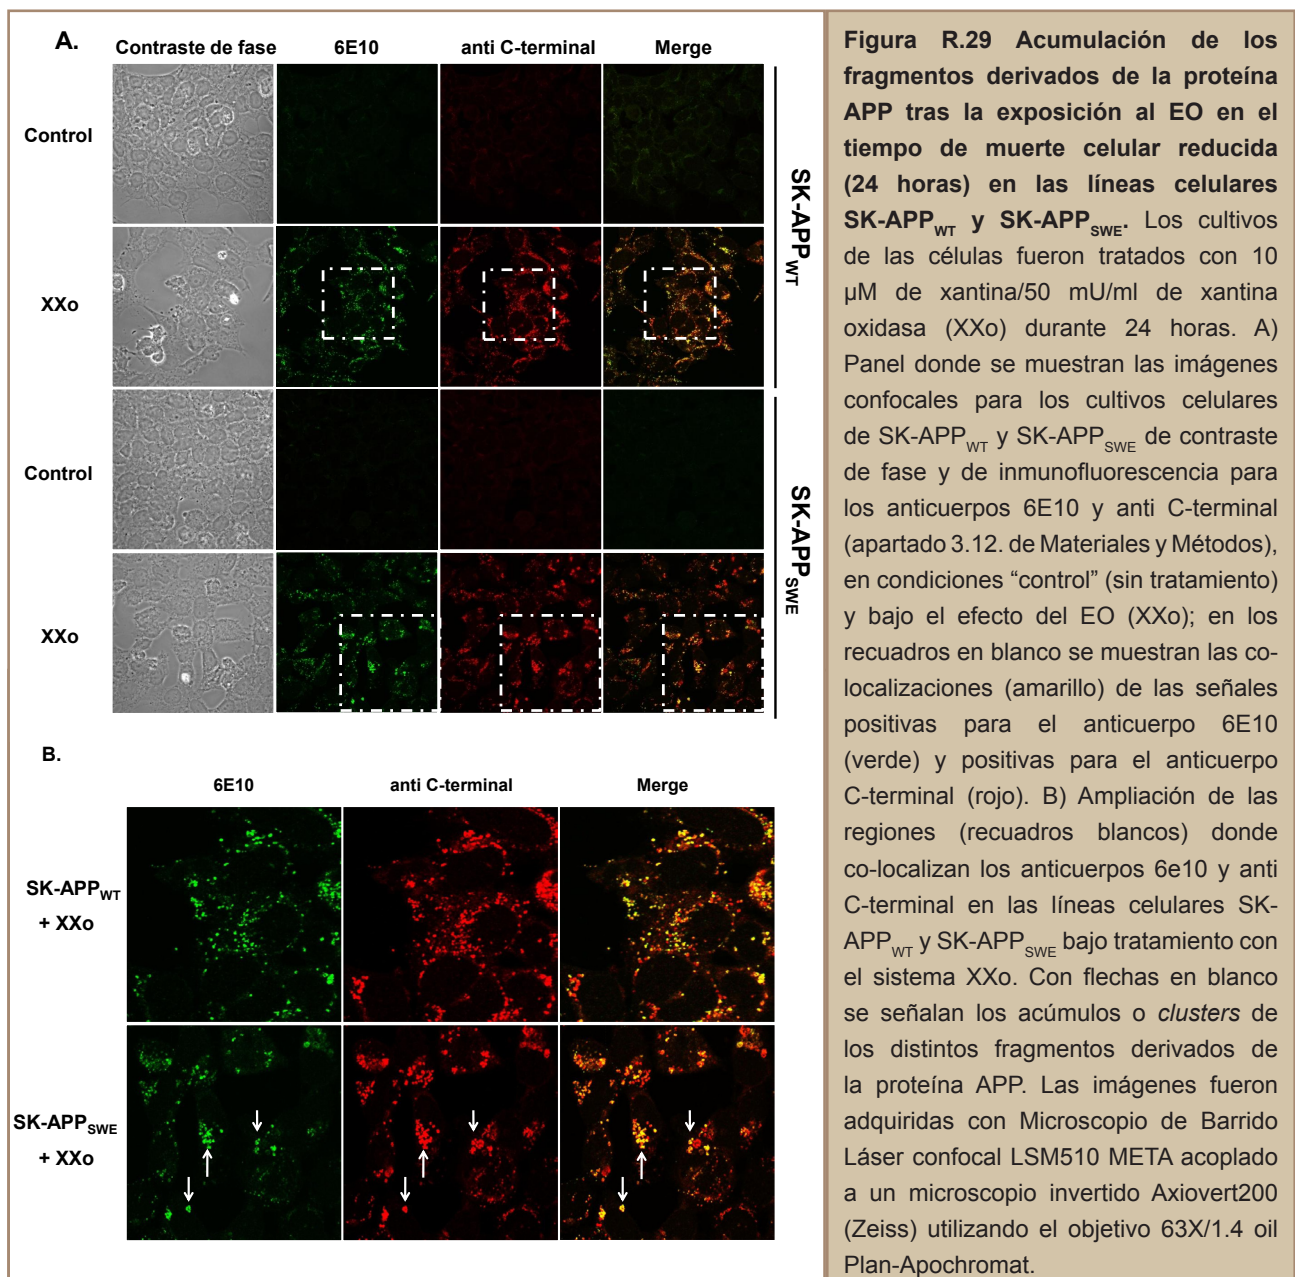 A.
Contraste de fase 6E10 anti C-terminal Merge
Control
XXo
SK-APPWT
Control
XXo
SK-APPSWE
B.
6E10 anti C-terminal Merge
SK-APPWT
+ XXo
SK-APPSWE
+ XXo
Figura R.29 Acumulación de los
fragmentos derivados de la proteína
APP tras la exposición al EO en el
tiempo de muerte celular reducida
(24 horas) en las líneas celulares
SK-APPWT y SK-APPSWE. Los cultivos
de las células fueron tratados con 10
µM de xantina/50 mU/ml de xantina
oxidasa (XXo) durante 24 horas. A)
Panel donde se muestran las imágenes
confocales para los cultivos celulares
de SK-APPWT y SK-APPSWE de contraste
de fase y de inmunofluorescencia para
los anticuerpos 6E10 y anti C-terminal
(apartado 3.12. de Materiales y Métodos),
en condiciones “control” (sin tratamiento)
y bajo el efecto del EO (XXo); en los
recuadros en blanco se muestran las co-
localizaciones (amarillo) de las señales
positivas para el anticuerpo 6E10
(verde) y positivas para el anticuerpo
C-terminal (rojo). B) Ampliación de las
regiones (recuadros blancos) donde
co-localizan los anticuerpos 6e10 y anti
C-terminal en las líneas celulares SK-
APPWT y SK-APPSWE bajo tratamiento con
el sistema XXo. Con flechas en blanco
se señalan los acúmulos o clusters de
los distintos fragmentos derivados de
la proteína APP. Las imágenes fueron
adquiridas con Microscopio de Barrido
Láser confocal LSM510 META acoplado
a un microscopio invertido Axiovert200
(Zeiss) utilizando el objetivo 63X/1.4 oil
Plan-Apochromat.